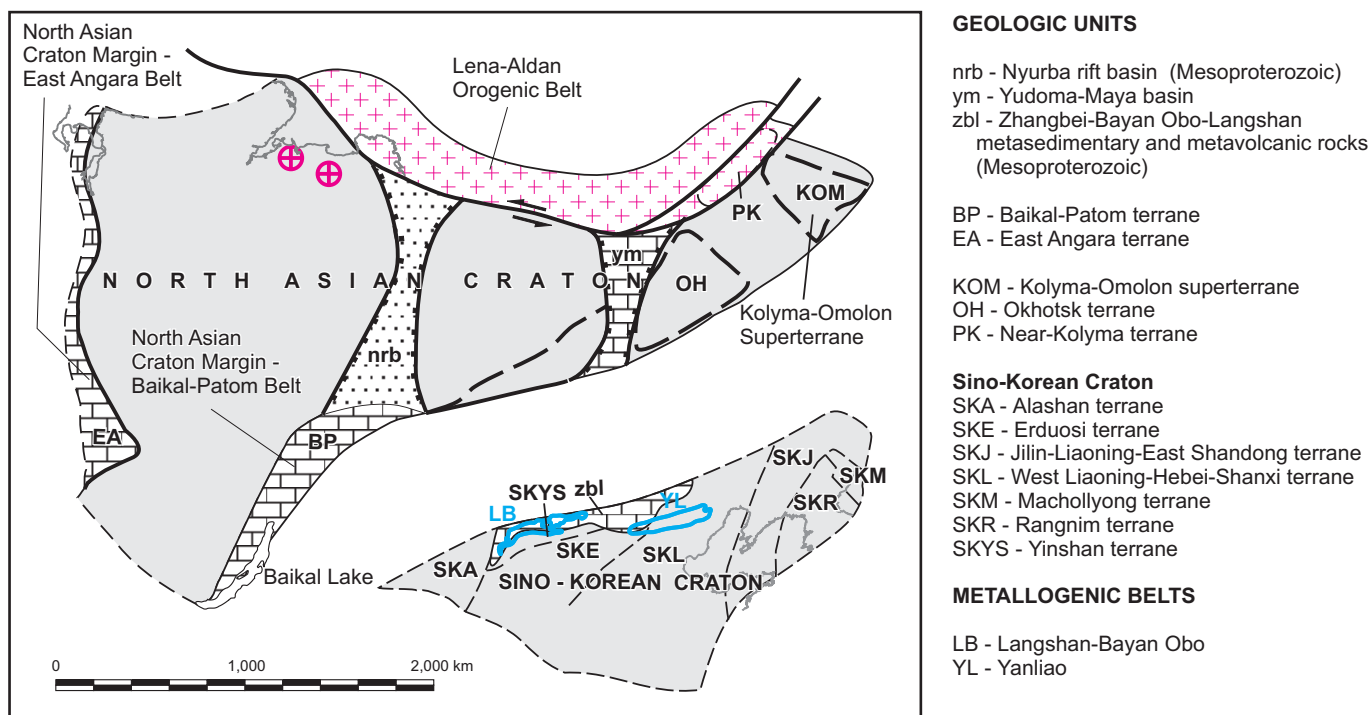 North Asian
Craton Margin -
East Angara Belt
Lena-Aldan
Orogenic Belt
KOM
PK
ym
OH
NORTH ASIAN CRATON
Kolyma-Omolon
Superterrane
North Asian
Craton Margin -
Baikal-Patom Belt
nrb
EA
BP
SKJ
SKM
SKYS
zbl
SKR
LB
YL
SKE
SKL
SKA
Baikal Lake
SINO - KOREAN CRATON
0
1,000
2,000 km
GEOLOGIC UNITS
nrb - Nyurba rift basin (Mesoproterozoic)
ym - Yudoma-Maya basin
zbl - Zhangbei-Bayan Obo-Langshan
metasedimentary and metavolcanic rocks
(Mesoproterozoic)
BP - Baikal-Patom terrane
EA - East Angara terrane
KOM - Kolyma-Omolon superterrane
OH - Okhotsk terrane
PK - Near-Kolyma terrane
Sino-Korean Craton
SKA - Alashan terrane
SKE - Erduosi terrane
SKJ - Jilin-Liaoning-East Shandong terrane
SKL - West Liaoning-Hebei-Shanxi terrane
SKM - Machollyong terrane
SKR - Rangnim terrane
SKYS - Yinshan terrane
METALLOGENIC BELTS
LB - Langshan-Bayan Obo
YL - Yanliao